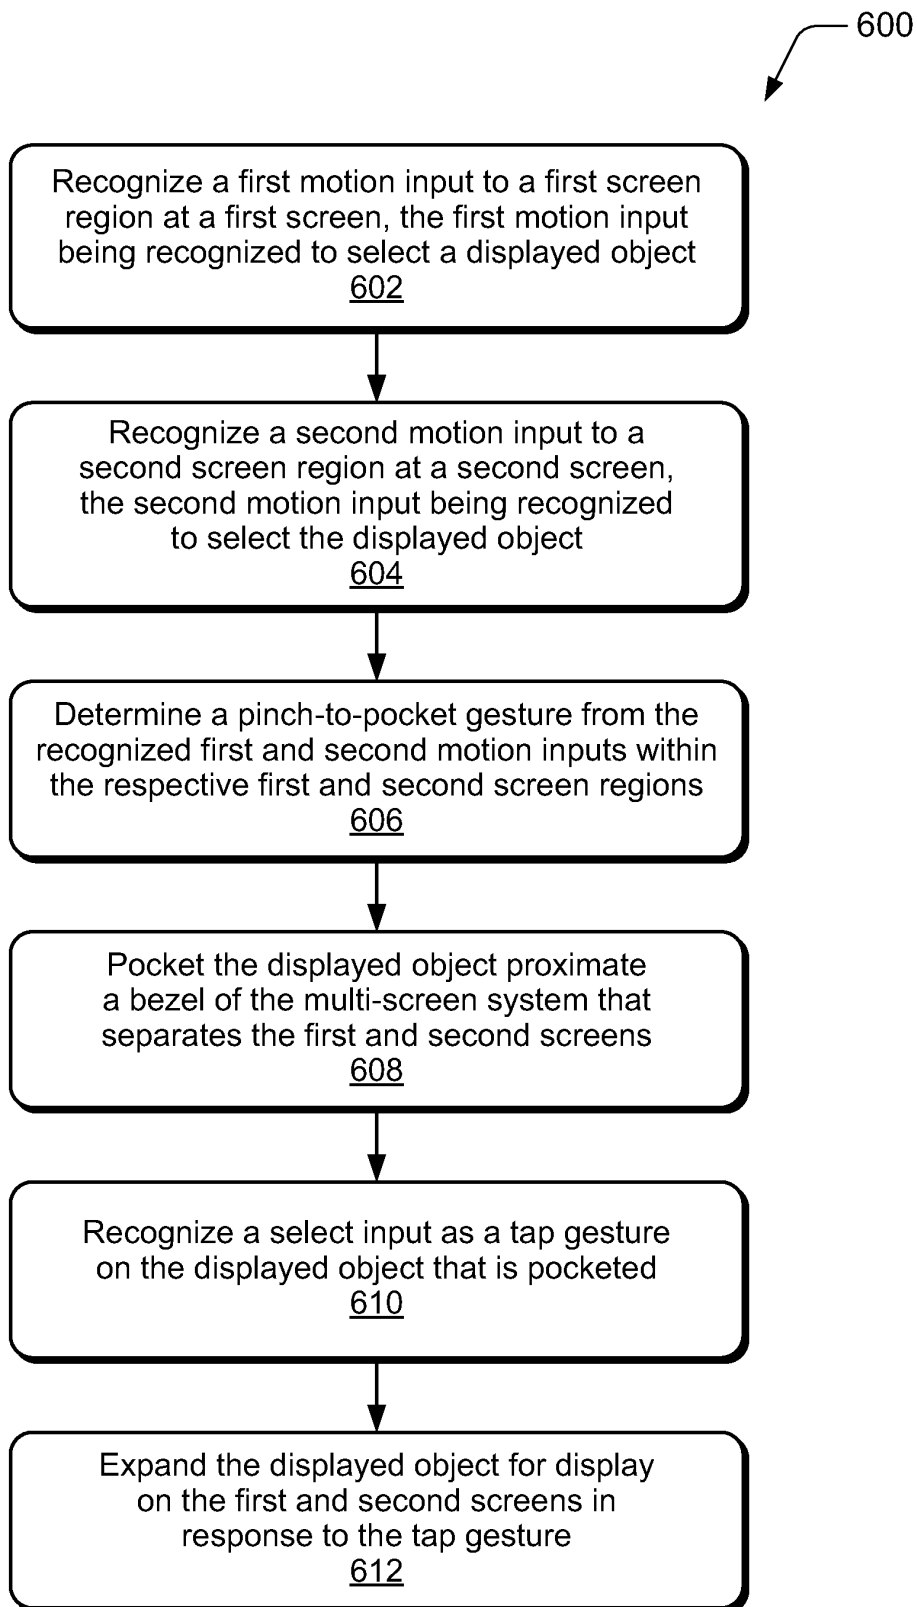 600
Recognize a first motion input to a first screen
region at a first screen, the first motion input
being recognized to select a displayed object
602
Recognize a second motion input to a
second screen region at a second screen,
the second motion input being recognized
to select the displayed object
604
Determine a pinch-to-pocket gesture from the
recognized first and second motion inputs within
the respective first and second screen regions
606
Pocket the displayed object proximate
a bezel of the multi-screen system that
separates the first and second screens
608
Recognize a select input as a tap gesture
on the displayed object that is pocketed
610
Expand the displayed object for display
on the first and second screens in
response to the tap gesture
612